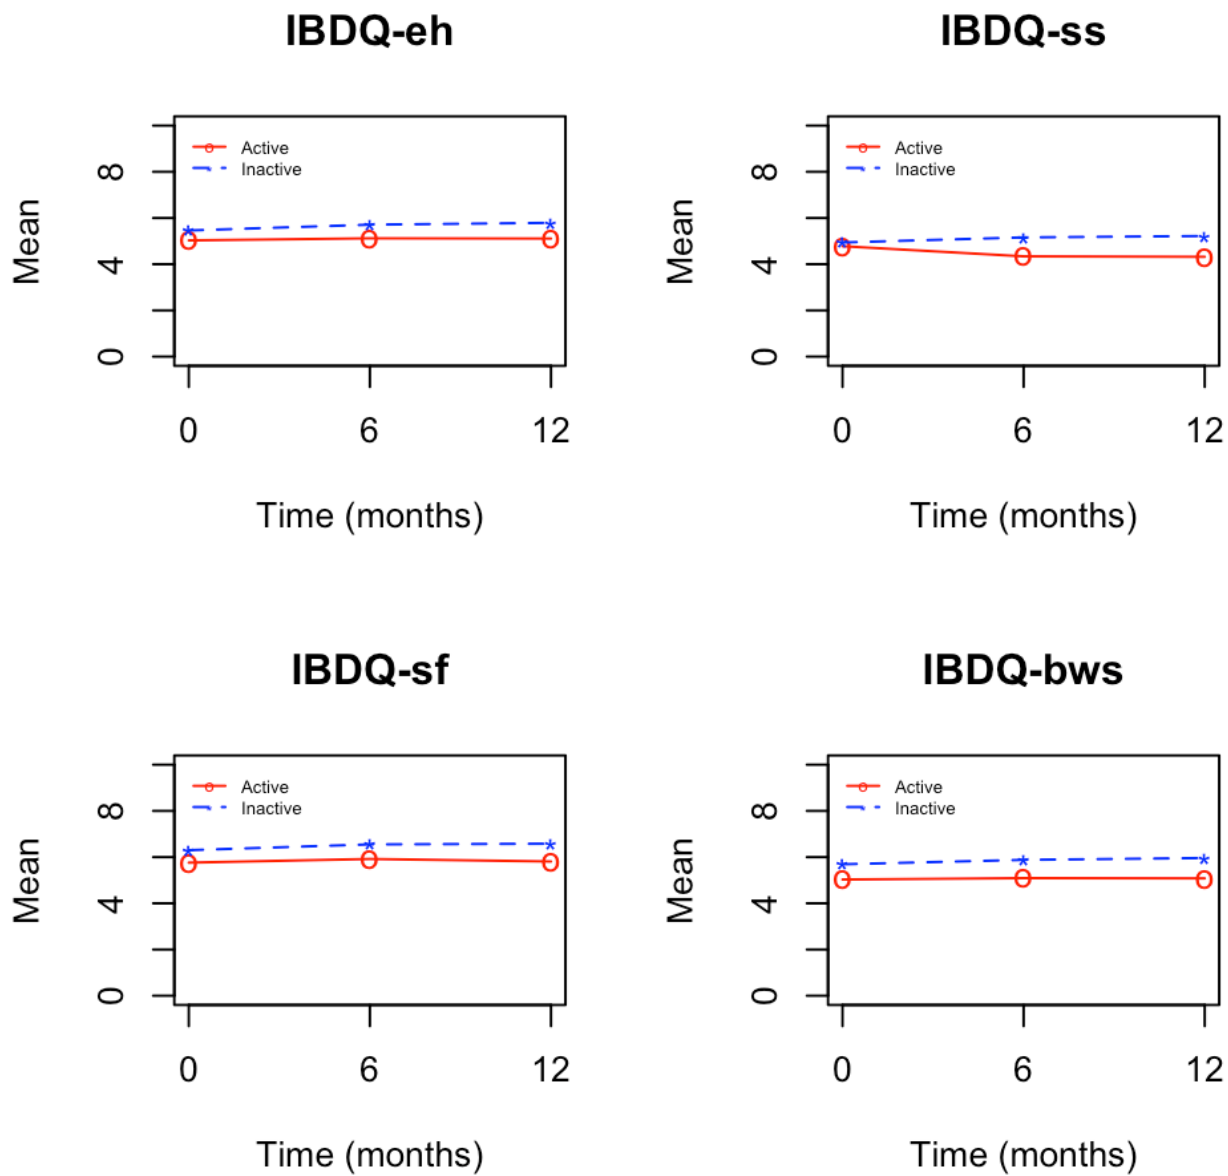 IBDQ-eh
Mean
8
4
0
Active
Inactive
0 6 12
Time (months)
IBDQ-ss
Mean
8
4
0
Active
Inactive
0 6 12
Time (months)
IBDQ-sf
Mean
8
4
0
Active
Inactive
0 6 12
Time (months)
IBDQ-bws
Mean
8
4
0
Active
Inactive
0 6 12
Time (months)